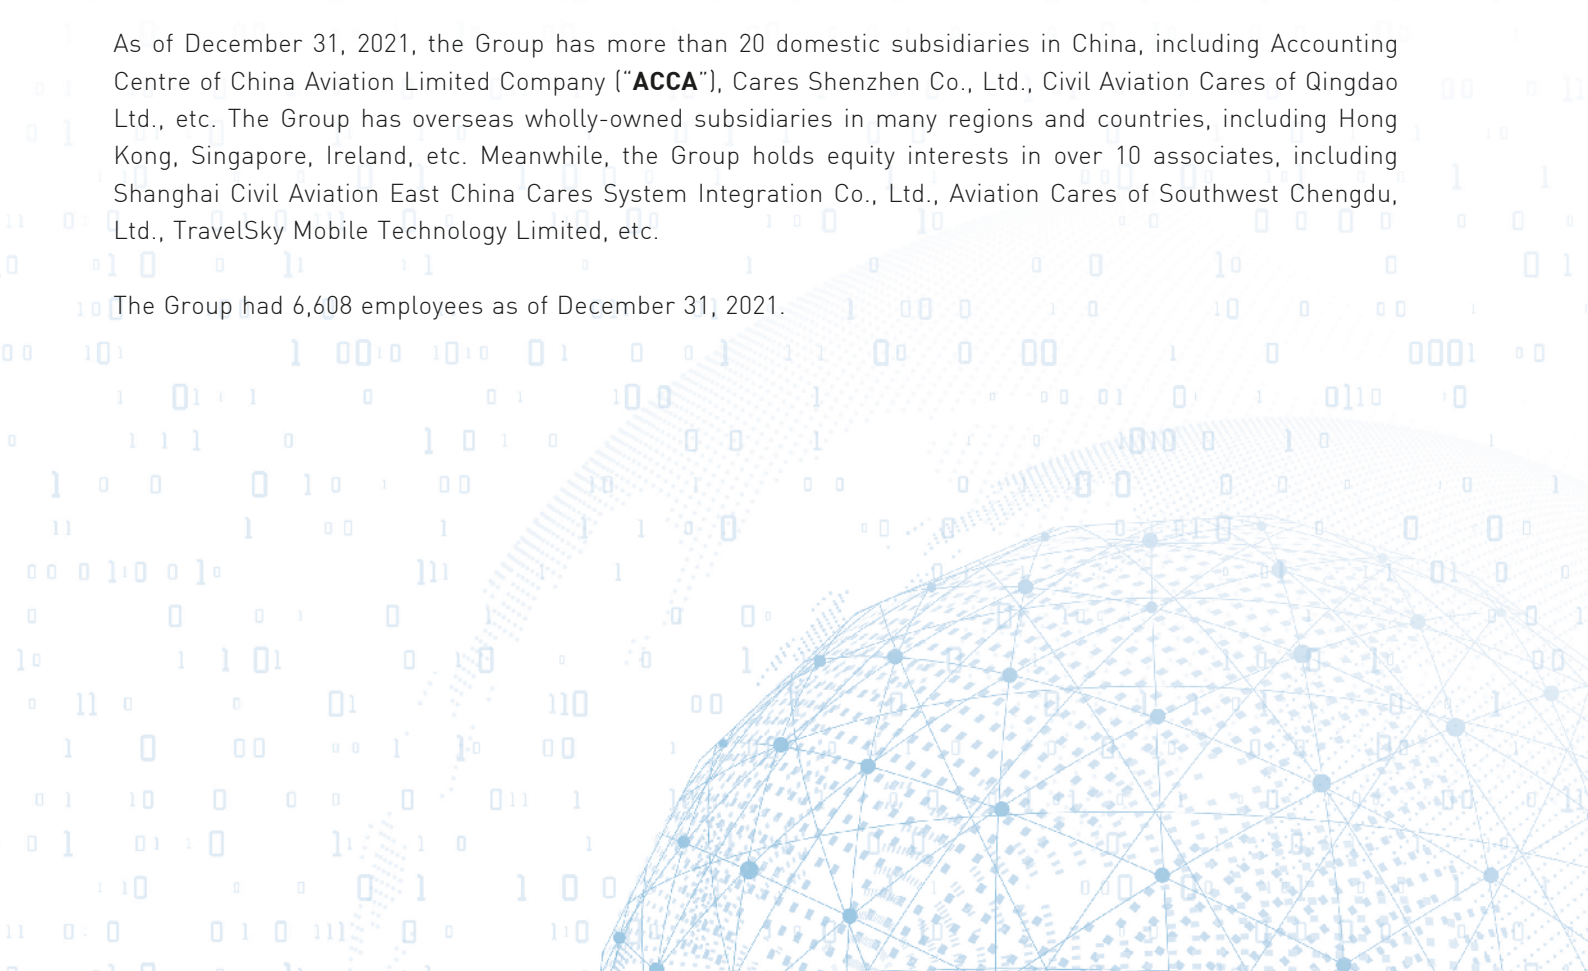 As of December 31, 2021, the Group has more than 20 domestic subsidiaries in China, including Accounting
Centre of China Aviation Limited Company (“ACCA”), Cares Shenzhen Co., Ltd., Civil Aviation Cares of Qingdao
Ltd., etc. The Group has overseas wholly-owned subsidiaries in many regions and countries, including Hong
Kong, Singapore, Ireland, etc. Meanwhile, the Group holds equity interests in over 10 associates, including
Shanghai Civil Aviation East China Cares System Integration Co., Ltd., Aviation Cares of Southwest Chengdu,
Ltd., TravelSky Mobile Technology Limited, etc.
The Group had 6,608 employees as of December 31, 2021.